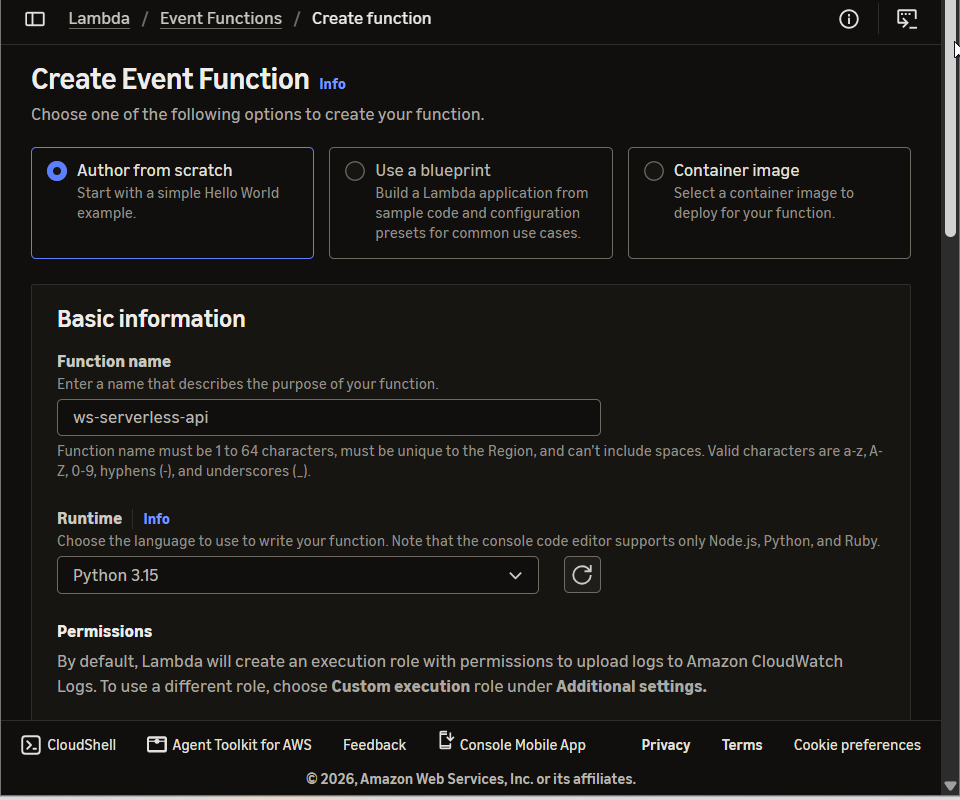 Lambda / Event Functions / Create function
Create Event Function Info
Choose one of the following options to create your function.
Author from scratch
Start with a simple Hello World
example.
Use a blueprint
Build a Lambda application from
sample code and configuration
presets for common use cases.
Container image
Select a container image to
deploy for your function.
Basic information
Function name
Enter a name that describes the purpose of your function.
ws-serverless-api
Function name must be 1 to 64 characters, must be unique to the Region, and can't include spaces. Valid characters are a-z, A-
Z, 0-9, hyphens (-), and underscores (_).
Runtime Info
Choose the language to use to write your function. Note that the console code editor supports only Node.js, Python, and Ruby.
Python 3.15
Permissions
By default, Lambda will create an execution role with permissions to upload logs to Amazon CloudWatch
Logs. To use a different role, choose Custom execution role under Additional settings.
CloudShell Agent Toolkit for AWS Feedback Console Mobile App Privacy Terms Cookie preferences
© 2026, Amazon Web Services, Inc. or its affiliates.